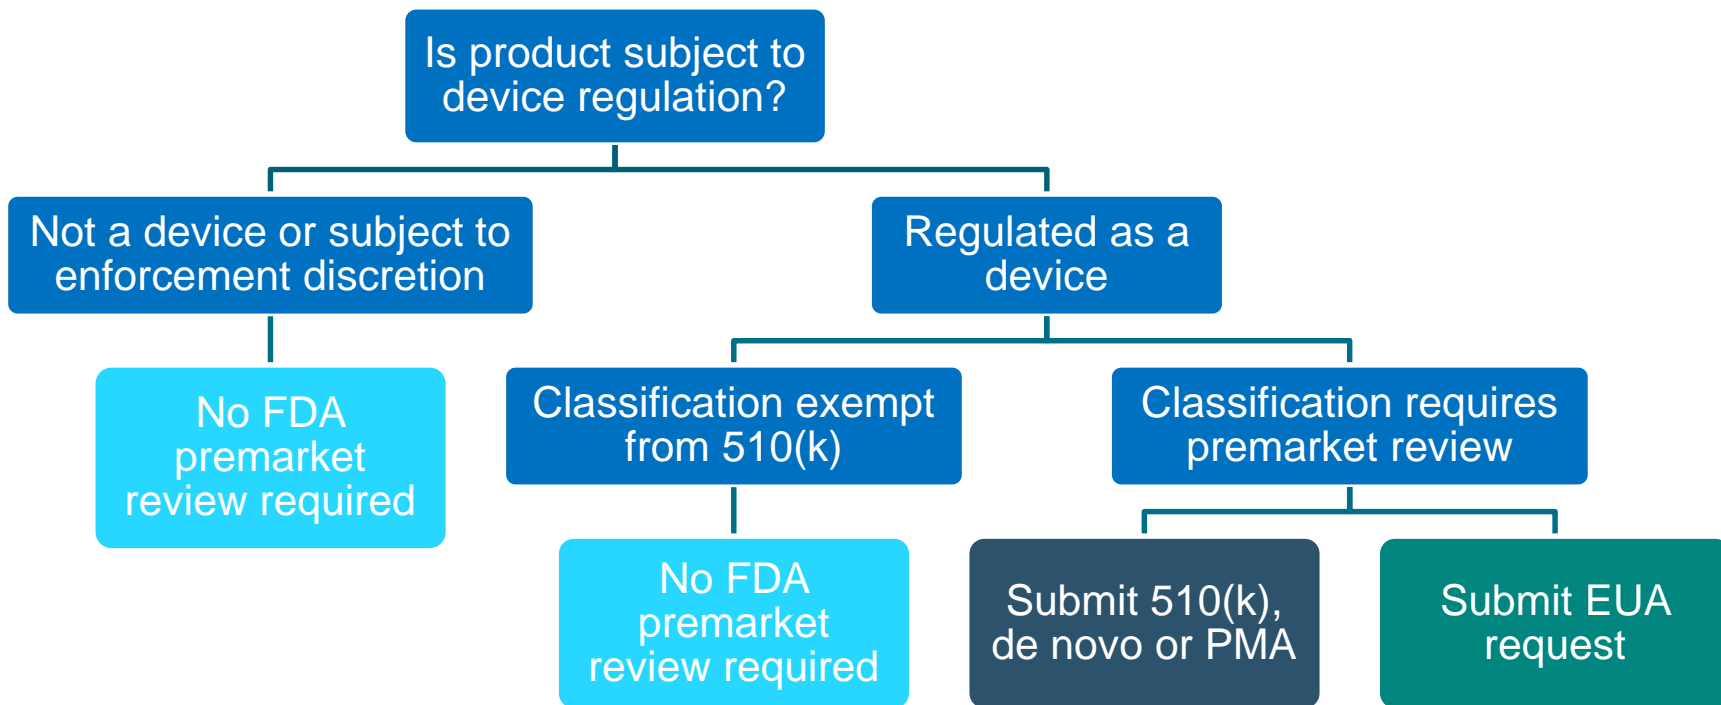 Is product subject to
device regulation?
Not a device or subject to
enforcement discretion
Regulated as a
device
No FDA
premarket
review required
Classification exempt
from 510(k)
Classification requires
premarket review
No FDA
premarket
review required
Submit 510(k),
de novo or PMA
Submit EUA
request